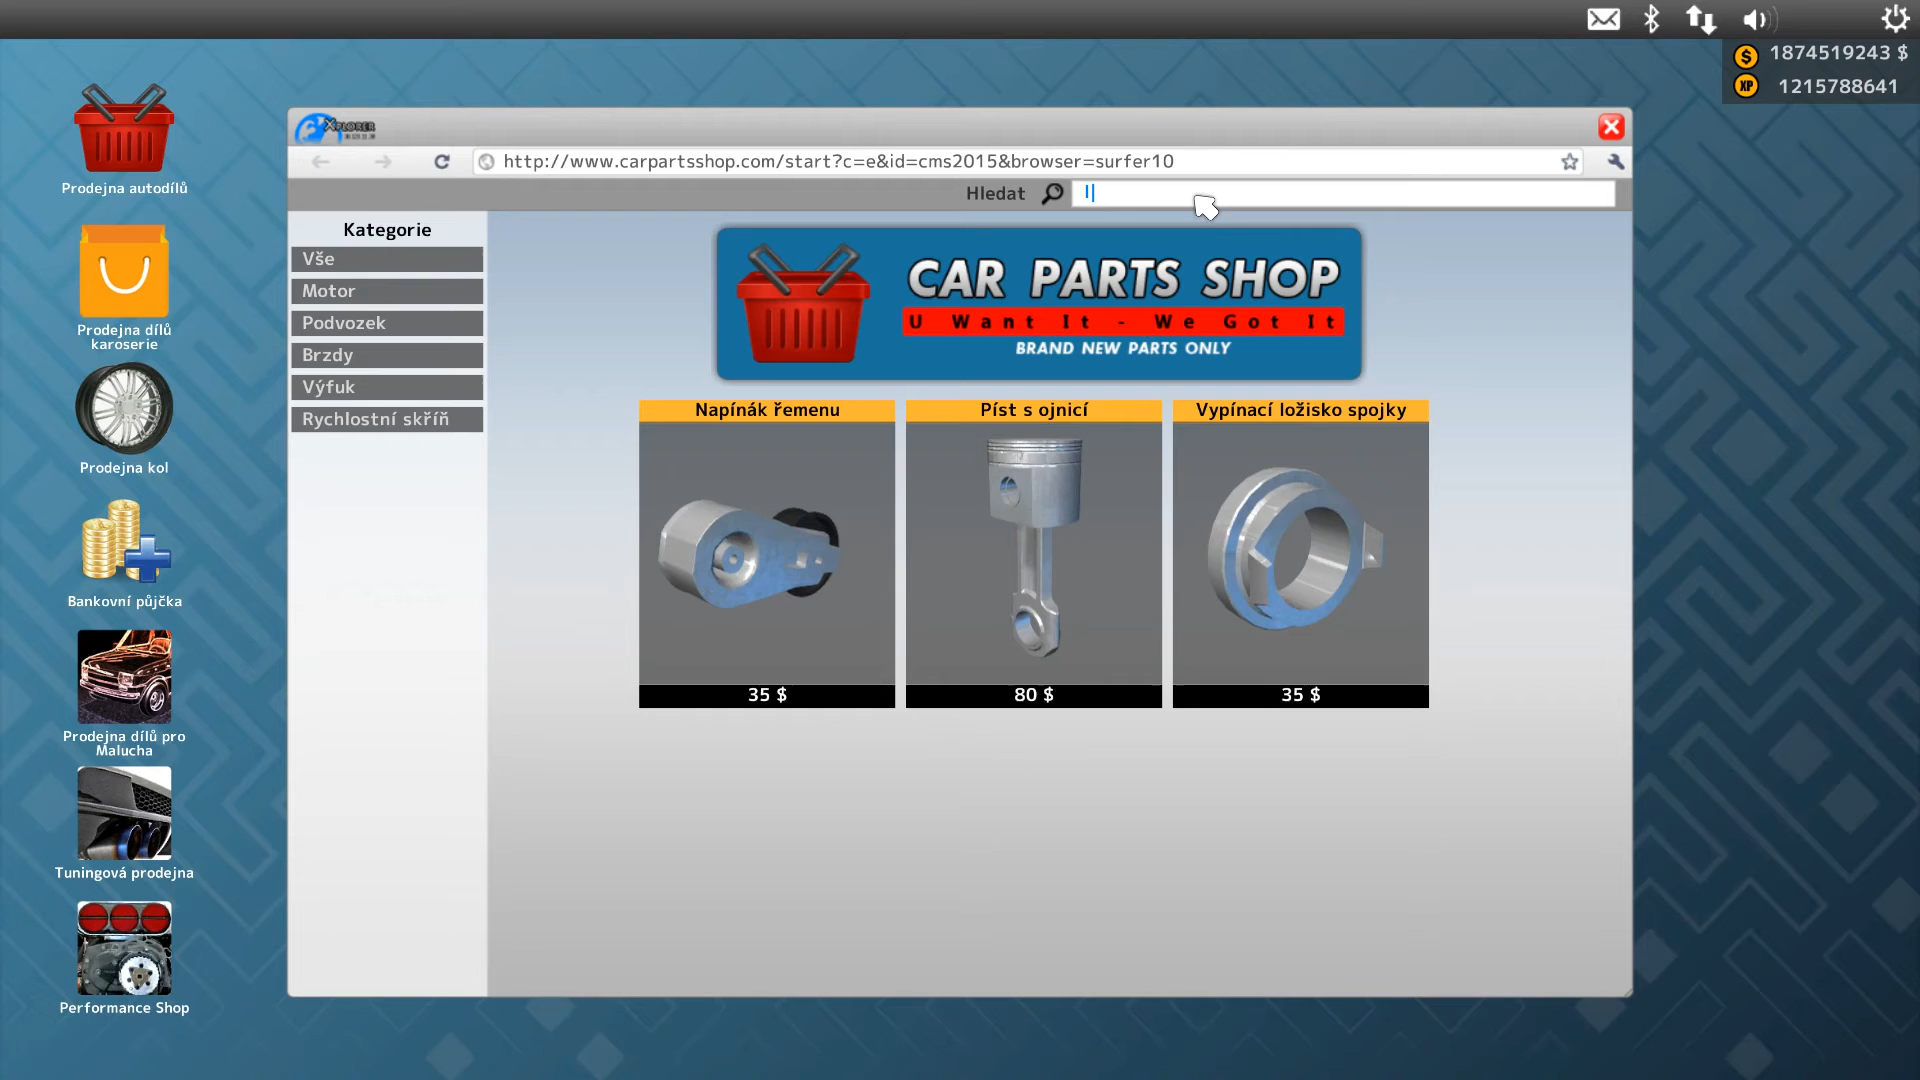 1874519243 $
XP 1215788641
Prodejna autodílů
Prodejna dílů
karoserie
Prodejna kol
Bankovní půjčka
Prodejna dílů pro
Malucha
Tuningová prodejna
Performance Shop
XPLORER
http://www.carpartsshop.com/start?c=e&id=cms2015&browser=surfer10
Hledat
Kategorie
Vše
Motor
Podvozek
Brzdy
Výfuk
Rychlostní skříň
CAR PARTS SHOP
U Want It - We Got It
BRAND NEW PARTS ONLY
Napínák řemenu
Píst s ojnicí
Vypínací ložisko spojky
35 $
80 $
35 $